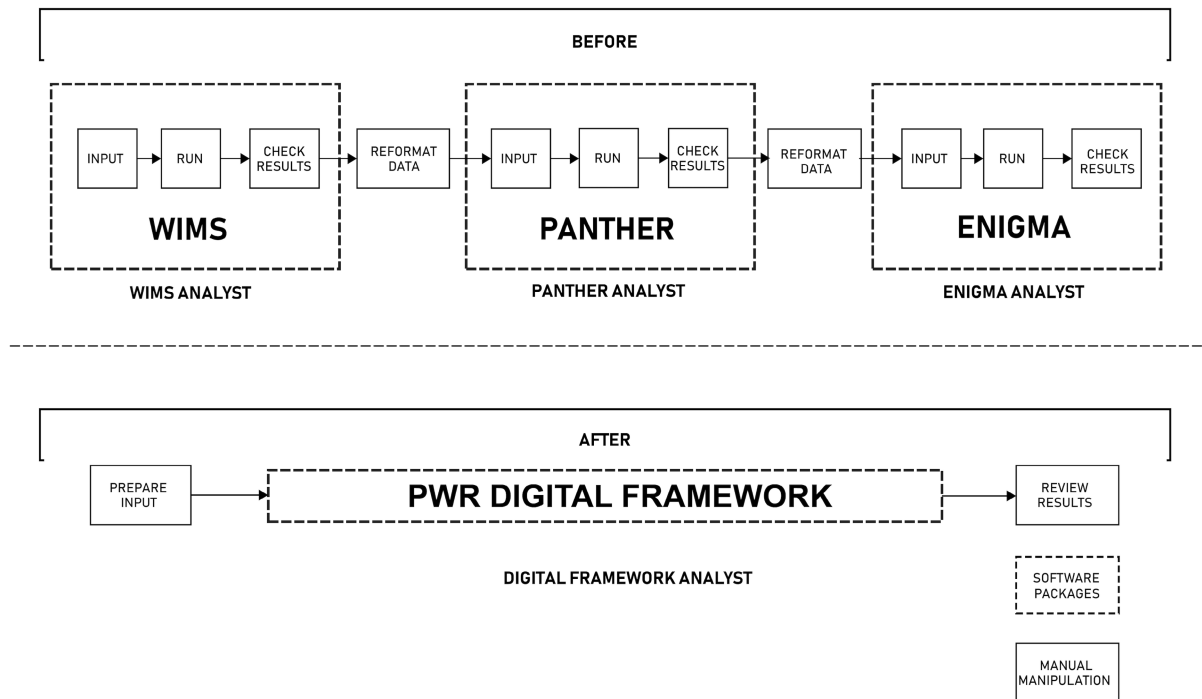 BEFORE
INPUT
RUN
CHECK
RESULTS
REFORMAT
DATA
INPUT
RUN
CHECK
RESULTS
REFORMAT
DATA
INPUT
RUN
CHECK
RESULTS
WIMS
PANTHER
ENIGMA
WIMS ANALYST
PANTHER ANALYST
ENIGMA ANALYST
AFTER
PREPARE
INPUT
PWR DIGITAL FRAMEWORK
REVIEW
RESULTS
DIGITAL FRAMEWORK ANALYST
SOFTWARE
PACKAGES
MANUAL
MANIPULATION